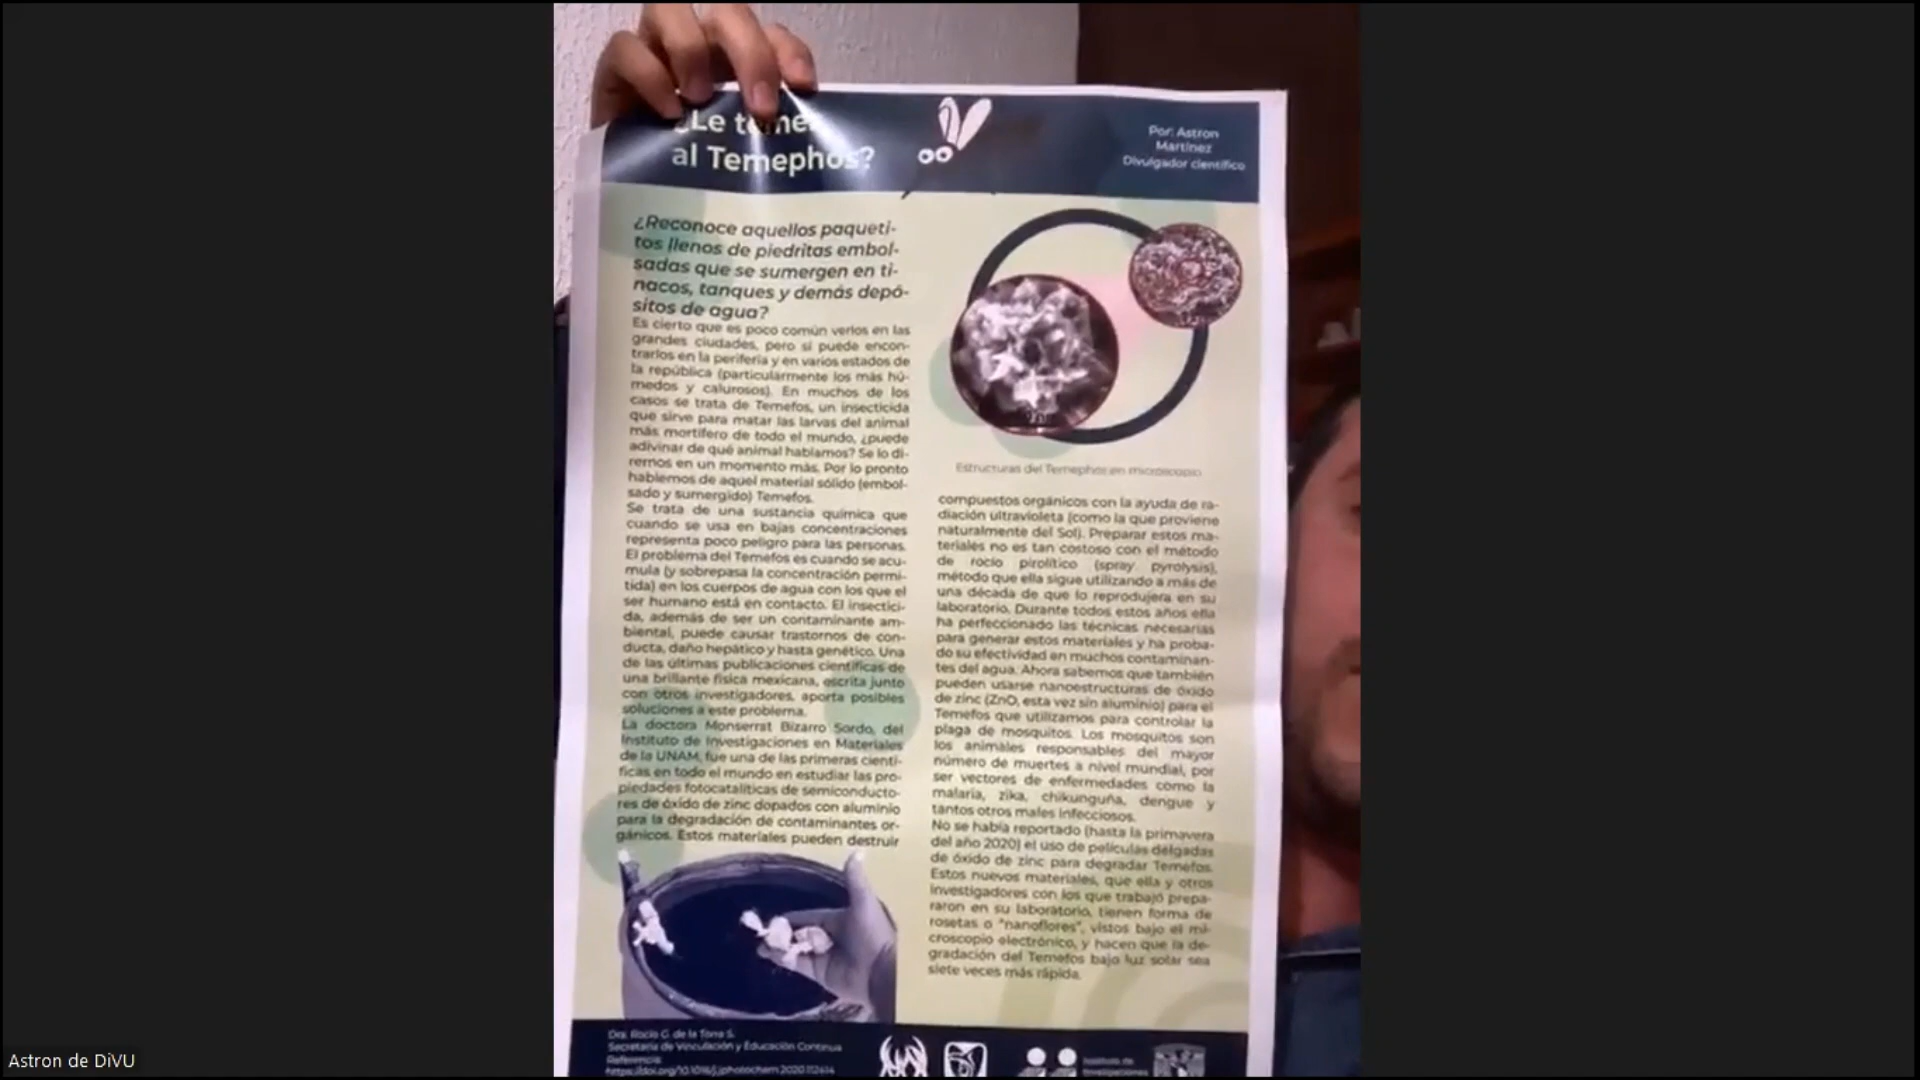 ¿Le teme
al Temephos?
Por: Astron
Martínez
Divulgador científico
¿Reconoce aquellos paqueti-
tos llenos de piedritas embol-
sadas que se sumergen en ti-
nacos, tanques y demás depó-
sitos de agua?
Es cierto que es poco común verlos en las
grandes ciudades, pero sí puede encon-
trarlos en la periferia y en varios estados de
la república (particularmente los más hú-
medos y calurosos). En muchos de los
casos se trata de Temefos, un insecticida
que sirve para matar las larvas del animal
más mortífero de todo el mundo, ¿puede
adivinar de qué animal hablamos? Se lo di-
remos en un momento más. Por lo pronto
hablemos de aquel material sólido (embol-
sado y sumergido) Temefos.
Se trata de una sustancia química que
cuando se usa en bajas concentraciones
representa poco peligro para las personas.
El problema del Temefos es cuando se acu-
mula (y sobrepasa la concentración permi-
tida) en los cuerpos de agua con los que el
ser humano está en contacto. El insectici-
da, además de ser un contaminante am-
biental, puede causar trastornos de con-
ducta, daño hepático y hasta genético. Una
de las últimas publicaciones científicas de
una brillante física mexicana, escrita junto
con otros investigadores, aporta posibles
soluciones a este problema.
La doctora Monserrat Bizarro Sordo, del
Instituto de Investigaciones en Materiales
de la UNAM, fue una de las primeras cientí-
ficas en todo el mundo en estudiar las pro-
piedades fotocatalíticas de semiconducto-
res de óxido de zinc dopados con aluminio
para la degradación de contaminantes or-
gánicos. Estos materiales pueden destruir
Estructuras del Temephos en microscopio
compuestos orgánicos con la ayuda de ra-
diación ultravioleta (como la que proviene
naturalmente del Sol). Preparar estos ma-
teriales no es tan costoso con el método
de rocío pirolítico (spray pyrolysis),
método que ella sigue utilizando a más de
una década de que lo reprodujera en su
laboratorio. Durante todos estos años ella
ha perfeccionado las técnicas necesarias
para generar estos materiales y ha proba-
do su efectividad en muchos contaminan-
tes del agua. Ahora sabemos que también
pueden usarse nanoestructuras de óxido
de zinc (ZnO, esta vez sin aluminio) para el
Temefos que utilizamos para controlar la
plaga de mosquitos. Los mosquitos son
los animales responsables del mayor
número de muertes a nivel mundial, por
ser vectores de enfermedades como la
malaria, zika, chikunguña, dengue y
tantos otros males infecciosos.
No se había reportado (hasta la primavera
del año 2020) el uso de películas delgadas
de óxido de zinc para degradar Temefos.
Estos nuevos materiales, que ella y otros
investigadores con los que trabajó prepa-
raron en su laboratorio, tienen forma de
rosetas o "nanoflores", vistos bajo el mi-
croscopio electrónico, y hacen que la de-
gradación del Temefos bajo luz solar sea
siete veces más rápida.
Dra. Rocío G. de la Torre S.
Secretaría de Vinculación y Educación Continua
Referencia:
https://doi.org/10.1016/j.jphotochem.2020.112414
Instituto de
Investigaciones
Astron de DiVU